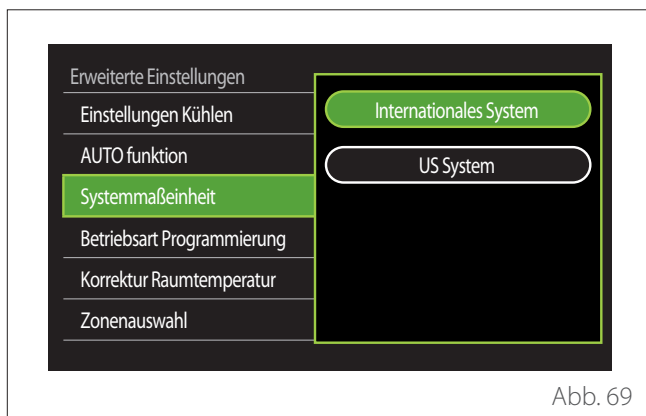 Erweiterte Einstellungen
Einstellungen Kühlen
AUTO funktion
Systemmaßeinheit
Betriebsart Programmierung
Korrektur Raumtemperatur
Zonenauswahl
Internationales System
US System
Abb. 69